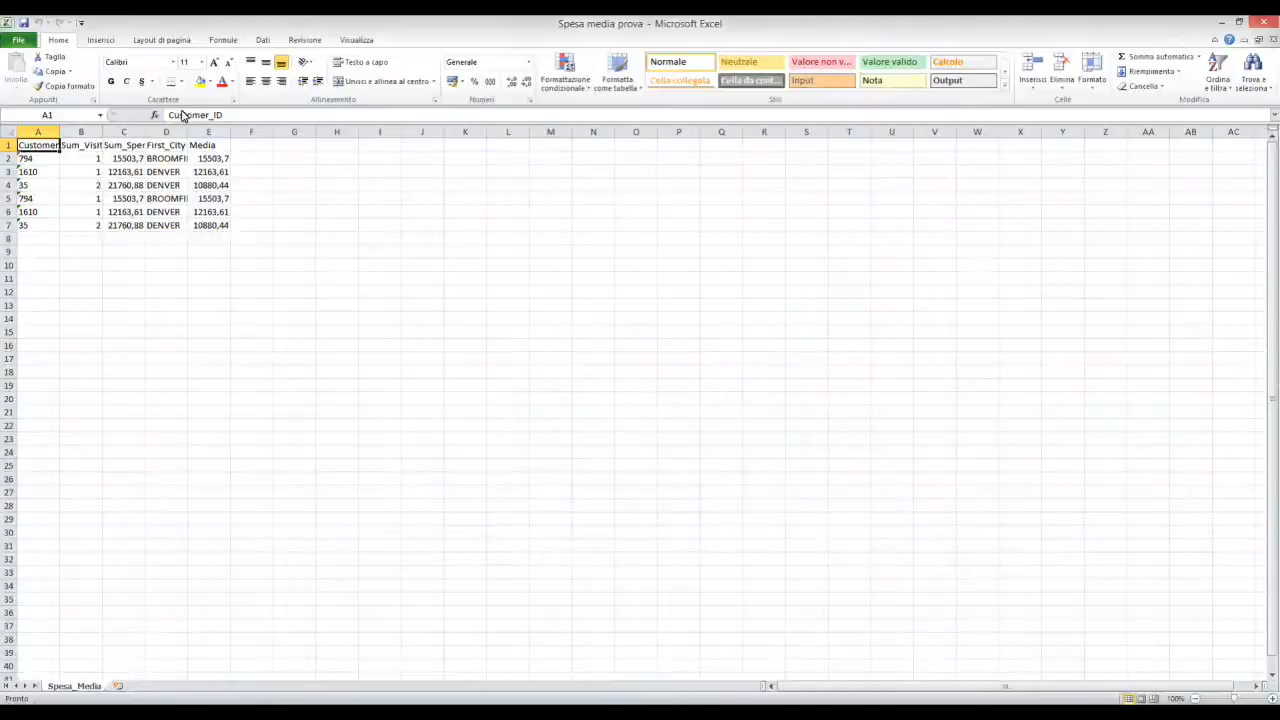 Spesa media prova - Microsoft Excel
File Home Inserisci Layout di pagina Formule Dati Revisione Visualizza
Incolla
Taglia
Copia
Copia formato
Appunti
Calibri 11
G C S
Carattere
Testo a capo
Unisci e allinea al centro
Allineamento
Generale
% 000
Numeri
Formattazione condizionale
Formatta come tabella
Normale Neutrale Valore non v... Valore valido Calcolo
Cella collegata Cella da cont... Input Nota Output
Stili
Inserisci Elimina Formato
Celle
Somma automatica
Riempimento
Cancella
Ordina e filtra
Trova e seleziona
Modifica
A1 fx Customer_ID
A B C D E F G H I J K L M N O P Q R S T U V W X Y Z AA AB AC
1 Customer Sum_Visit Sum_Sper First_City Media
2 794 1 15503,7 BROOMFI 15503,7
3 1610 1 12163,61 DENVER 12163,61
4 35 2 21760,88 DENVER 10880,44
5 794 1 15503,7 BROOMFI 15503,7
6 1610 1 12163,61 DENVER 12163,61
7 35 2 21760,88 DENVER 10880,44
8
9
10
11
12
13
14
15
16
17
18
19
20
21
22
23
24
25
26
27
28
29
30
31
32
33
34
35
36
37
38
39
40
41
Spesa_Media
Pronto 100%